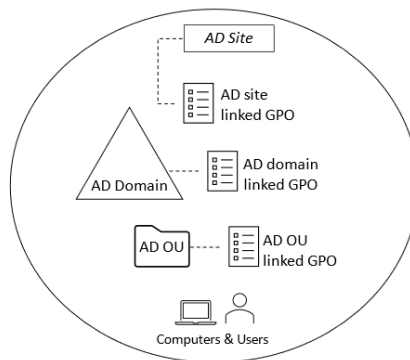 AD Site
AD site
linked GPO
AD Domain
AD domain
linked GPO
AD OU
AD OU
linked GPO
Computers & Users